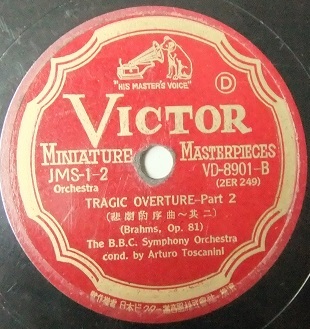 D
"HIS MASTER'S VOICE"
VICTOR
MINIATURE MASTERPIECES
JMS-1-2 VD-8901-B
Orchestra (2ER 249)
TRAGIC OVERTURE-Part 2
(悲劇的序曲〜其二)
(Brahms, Op. 81)
The B.B.C. Symphony Orchestra
cond. by Arturo Toscanini